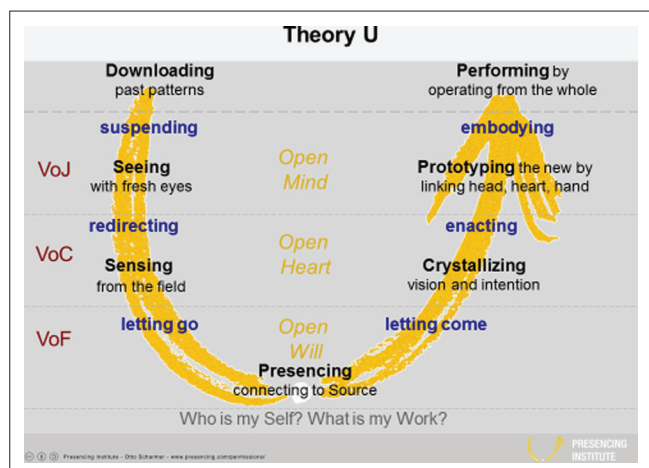 Theory U
Downloading
past patterns
Performing by
operating from the whole
suspending
embodying
VoJ
Seeing
with fresh eyes
Open
Mind
Prototyping the new by
linking head, heart, hand
redirecting
enacting
VoC
Sensing
from the field
Open
Heart
Crystallizing
vision and intention
letting go
letting come
VoF
Open
Will
Presencing
connecting to Source
Who is my Self? What is my Work?
Presencing Institute - Otto Scharmer - www.presencing.com/permissions/
PRESENCING
INSTITUTE